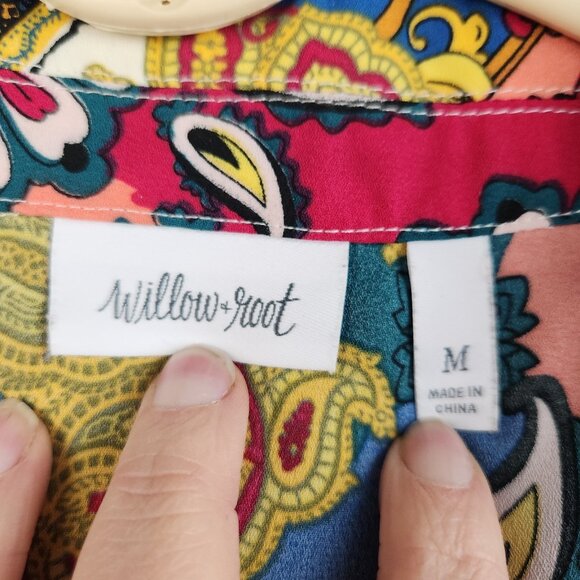 willow + root
M
MADE IN
CHINA